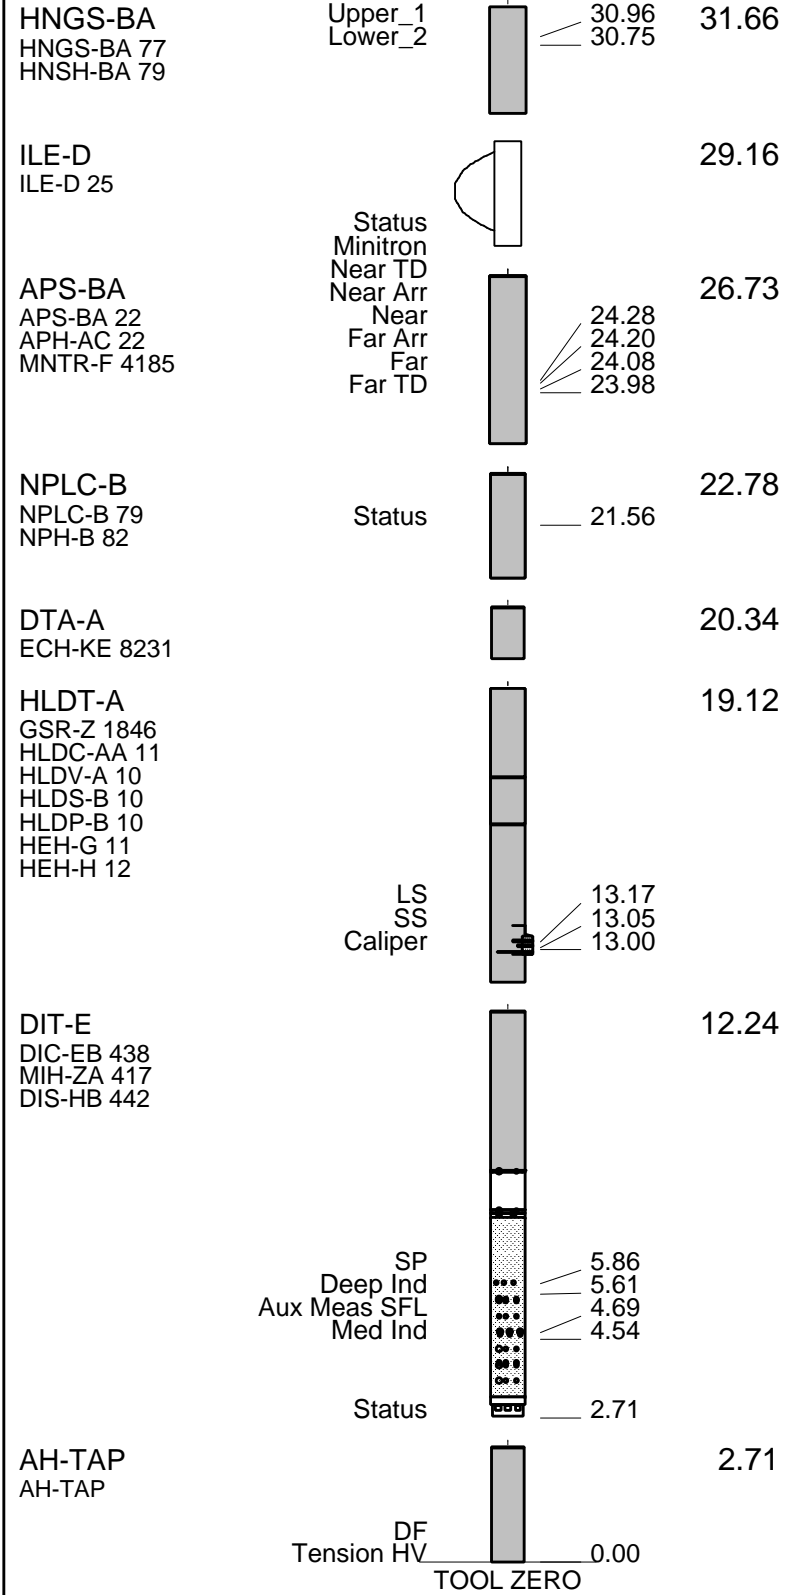 HNGS-BA Upper_1 30.96 31.66
HNGS-BA 77 Lower_2 30.75
HNSH-BA 79
ILE-D 29.16
ILE-D 25
Status
Minitron
Near TD
APS-BA Near Arr 26.73
APS-BA 22 Near 24.28
APH-AC 22 Far Arr 24.20
MNTR-F 4185 Far 24.08
Far TD 23.98
NPLC-B 22.78
NPLC-B 79 Status 21.56
NPH-B 82
DTA-A 20.34
ECH-KE 8231
HLDT-A 19.12
GSR-Z 1846
HLDC-AA 11
HLDV-A 10
HLDS-B 10
HLDP-B 10
HEH-G 11
HEH-H 12
LS 13.17
SS 13.05
Caliper 13.00
DIT-E 12.24
DIC-EB 438
MIH-ZA 417
DIS-HB 442
SP 5.86
Deep Ind 5.61
Aux Meas SFL 4.69
Med Ind 4.54
Status 2.71
AH-TAP 2.71
AH-TAP
DF
Tension HV 0.00
TOOL ZERO